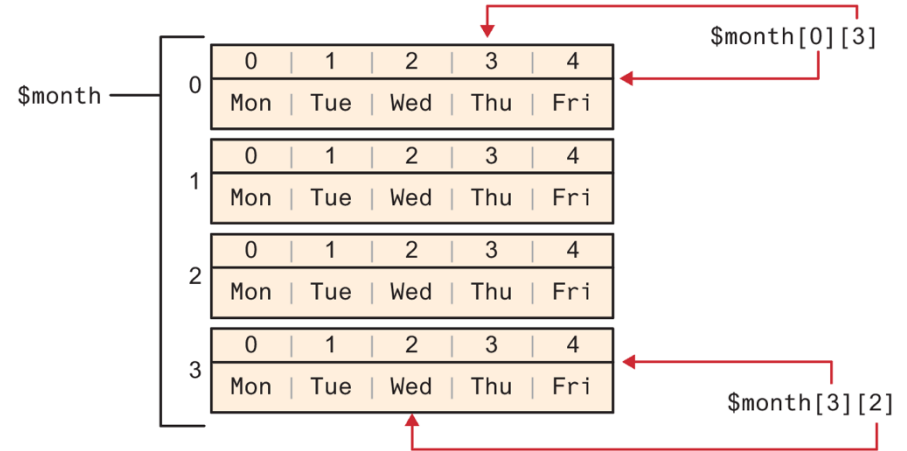 $month[0][3]
0 | 1 | 2 | 3 | 4
0
Mon | Tue | Wed | Thu | Fri
$month
0 | 1 | 2 | 3 | 4
1
Mon | Tue | Wed | Thu | Fri
0 | 1 | 2 | 3 | 4
2
Mon | Tue | Wed | Thu | Fri
0 | 1 | 2 | 3 | 4
3
Mon | Tue | Wed | Thu | Fri
$month[3][2]